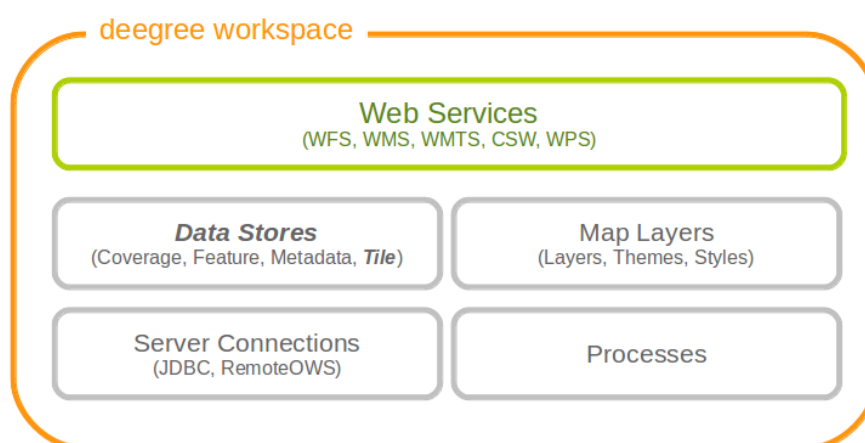 deegree workspace
Web Services
(WFS, WMS, WMTS, CSW, WPS)
Data Stores
(Coverage, Feature, Metadata, Tile)
Map Layers
(Layers, Themes, Styles)
Server Connections
(JDBC, RemoteOWS)
Processes